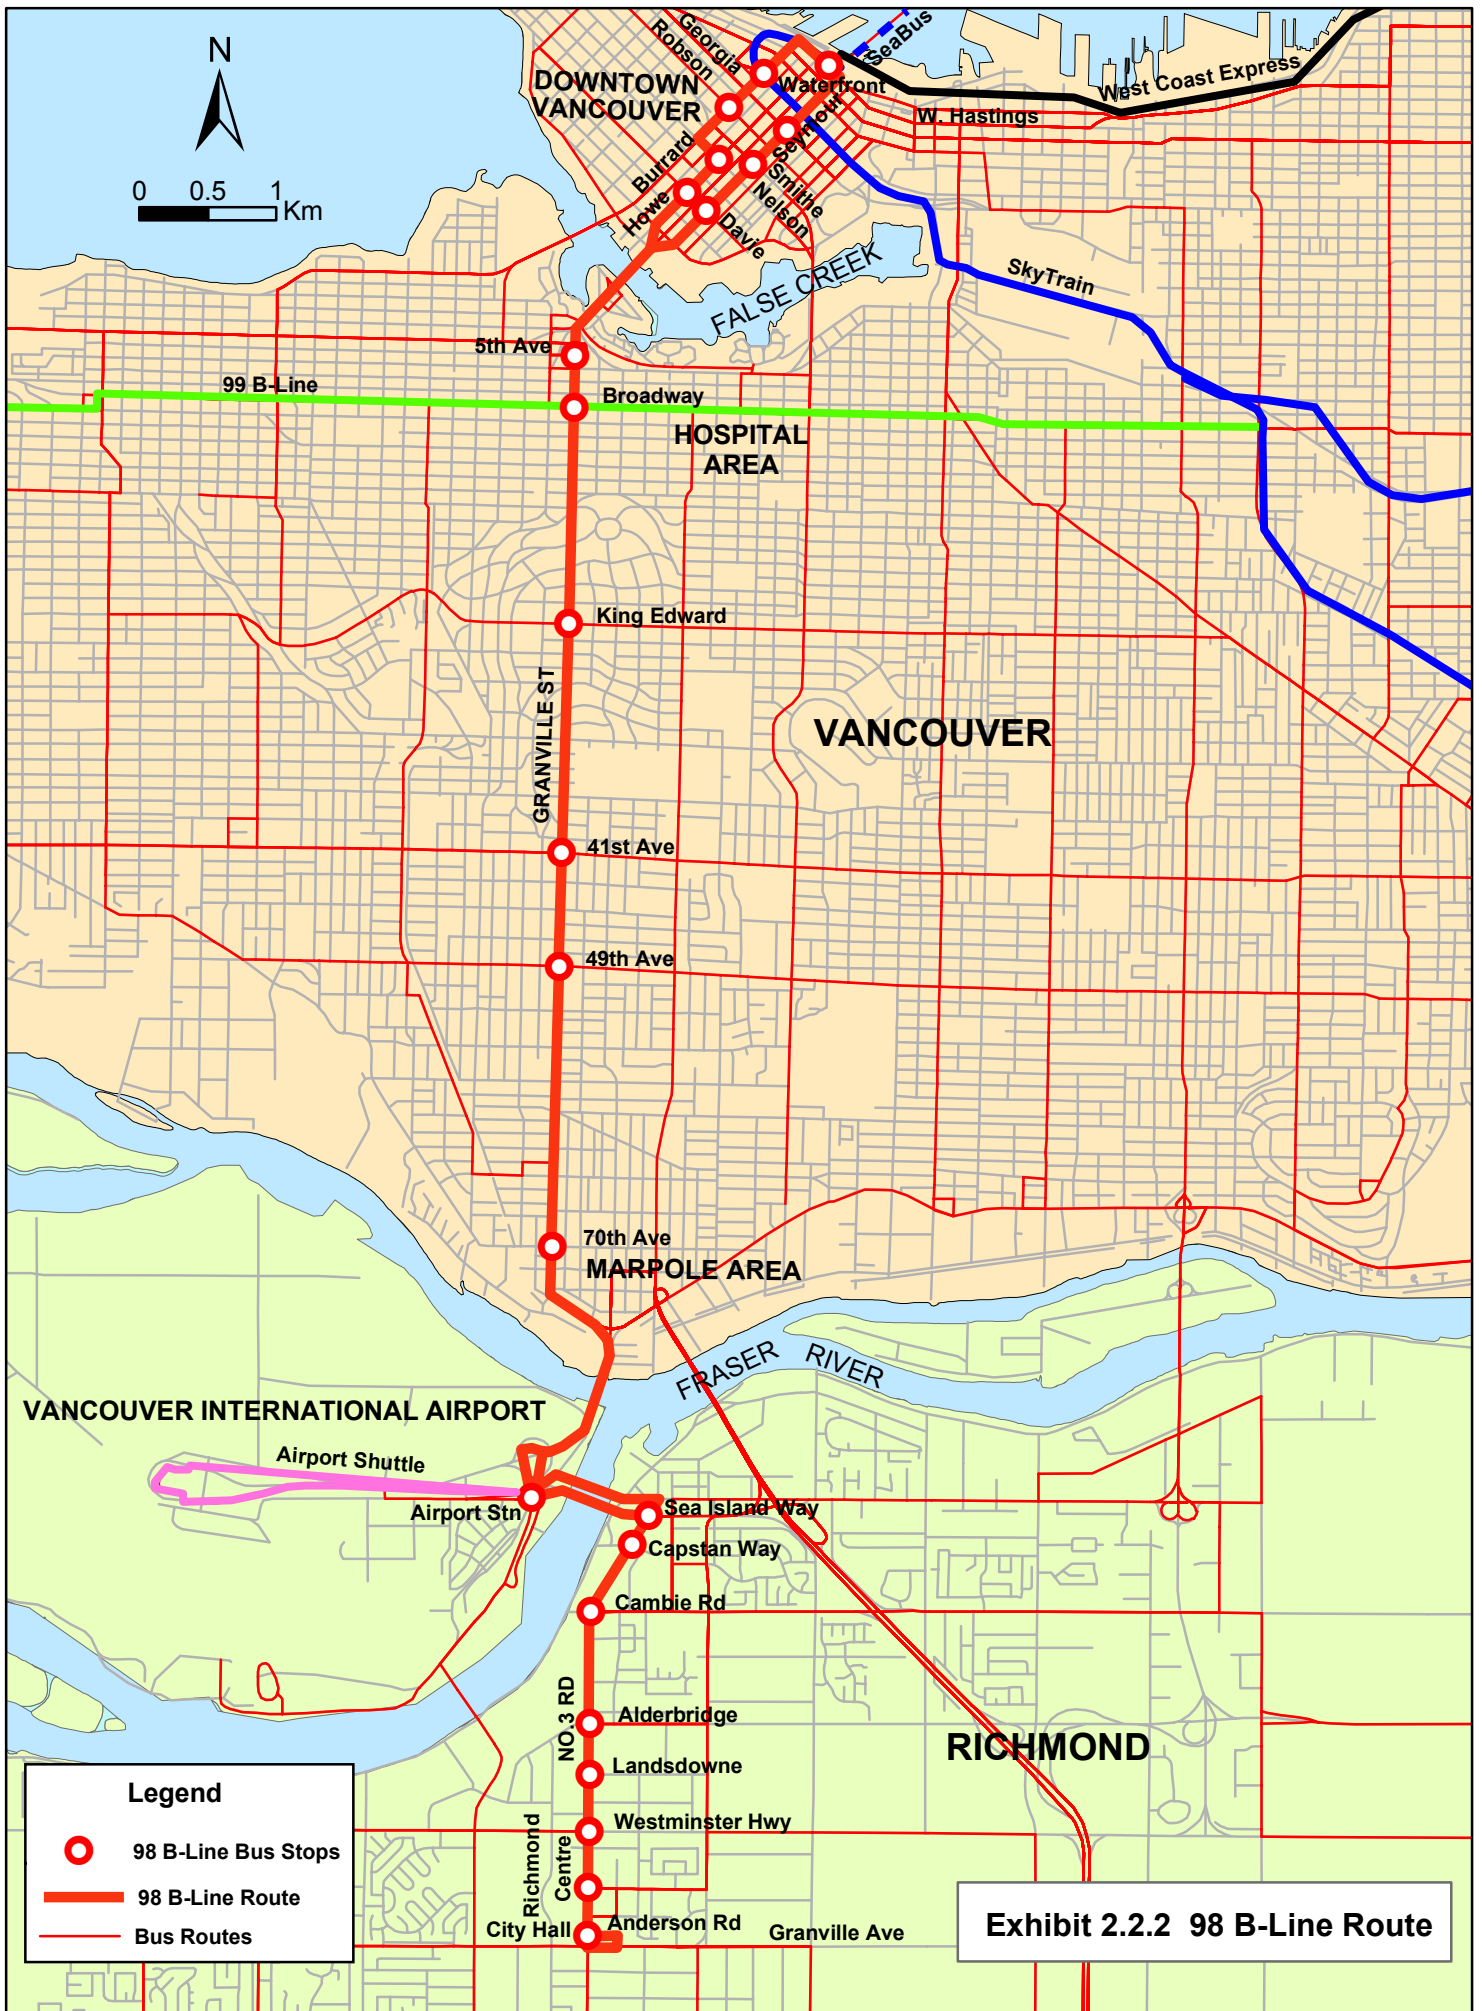 N
0 0.5 1
Km
Georgia
Robson
DOWNTOWN
VANCOUVER
Waterfront
SeaBus
West Coast Express
W. Hastings
Burrard
Seymour
Smithe
Nelson
Howe
Davie
FALSE CREEK
SkyTrain
5th Ave
99 B-Line
Broadway
HOSPITAL
AREA
King Edward
GRANVILLE ST
VANCOUVER
41st Ave
49th Ave
70th Ave
MARPOLE AREA
FRASER RIVER
VANCOUVER INTERNATIONAL AIRPORT
Airport Shuttle
Airport Stn
Sea Island Way
Capstan Way
Cambie Rd
NO.3 RD
Alderbridge
RICHMOND
Landsdowne
Westminster Hwy
Richmond
Centre
City Hall
Anderson Rd
Granville Ave
Legend
98 B-Line Bus Stops
98 B-Line Route
Bus Routes
Exhibit 2.2.2 98 B-Line Route